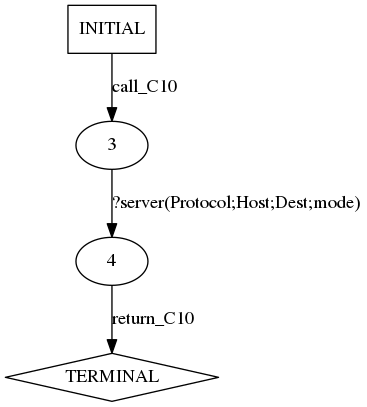 INITIAL
call_C10
3
?server(Protocol;Host;Dest;mode)
4
return_C10
TERMINAL